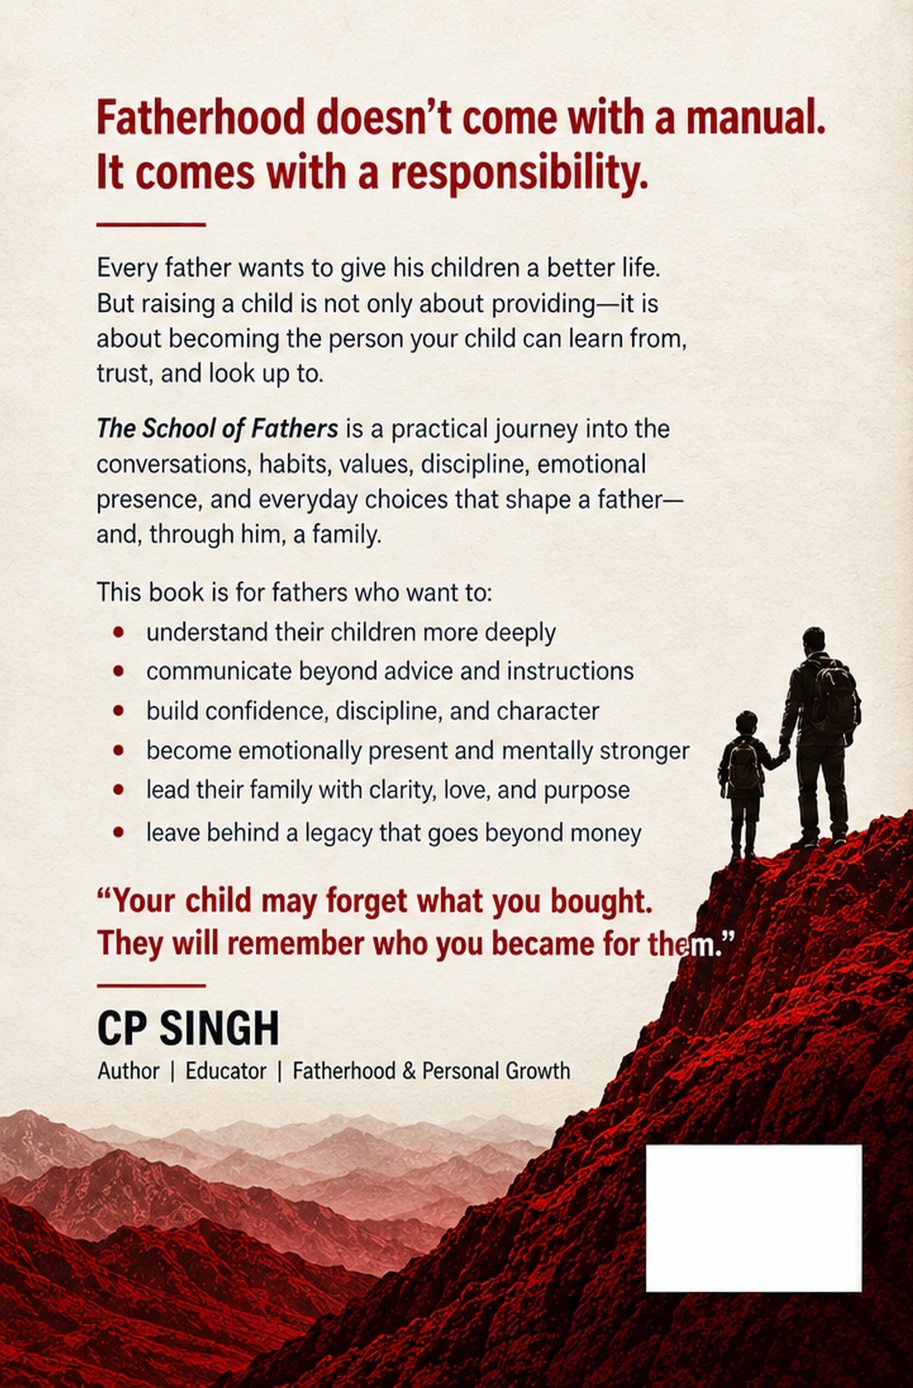 Fatherhood doesn’t come with a manual.
It comes with a responsibility.
Every father wants to give his children a better life.
But raising a child is not only about providing—it is
about becoming the person your child can learn from,
trust, and look up to.
The School of Fathers is a practical journey into the
conversations, habits, values, discipline, emotional
presence, and everyday choices that shape a father—
and, through him, a family.
This book is for fathers who want to:
• understand their children more deeply
• communicate beyond advice and instructions
• build confidence, discipline, and character
• become emotionally present and mentally stronger
• lead their family with clarity, love, and purpose
• leave behind a legacy that goes beyond money
“Your child may forget what you bought.
They will remember who you became for them.”
CP SINGH
Author | Educator | Fatherhood & Personal Growth